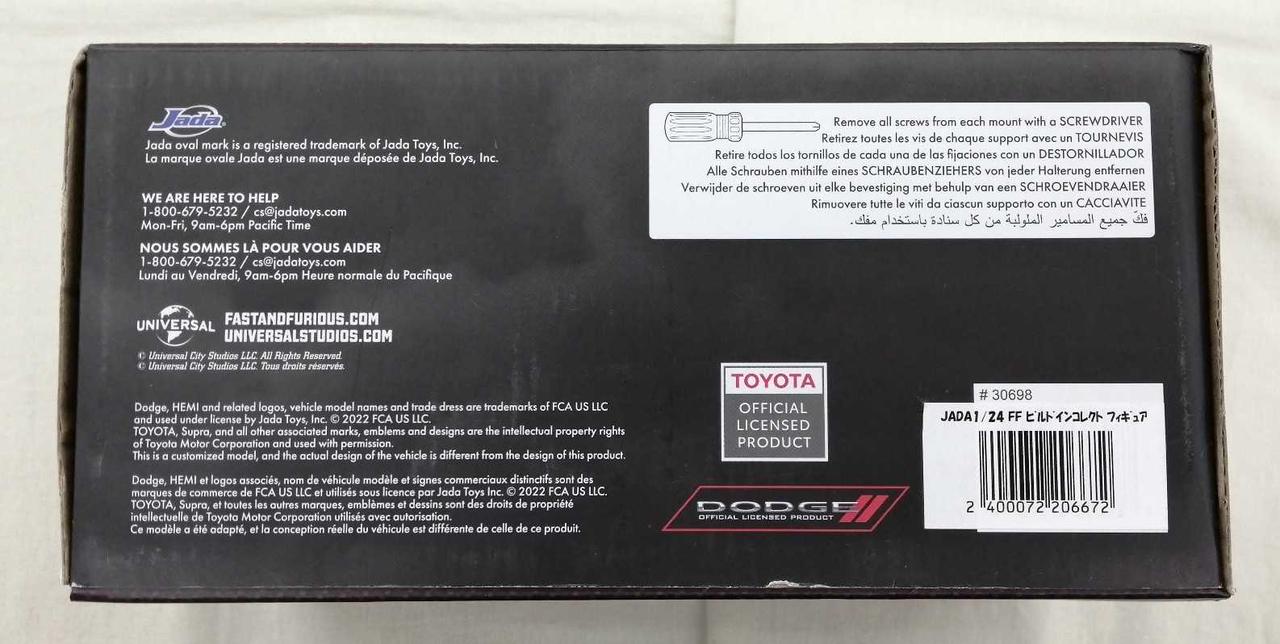 Jada
Jada oval mark is a registered trademark of Jada Toys, Inc.
La marque ovale Jada est une marque déposée de Jada Toys, Inc.
WE ARE HERE TO HELP
1-800-679-5232 / cs@jadatoys.com
Mon-Fri, 9am-6pm Pacific Time
NOUS SOMMES LÀ POUR VOUS AIDER
1-800-679-5232 / cs@jadatoys.com
Lundi au Vendredi, 9am-6pm Heure normale du Pacifique
UNIVERSAL
FASTANDFURIOUS.COM
UNIVERSALSTUDIOS.COM
© Universal City Studios LLC. All Rights Reserved.
© Universal City Studios LLC. Tous droits réservés.
Dodge, HEMI and related logos, vehicle model names and trade dress are trademarks of FCA US LLC
and used under license by Jada Toys, Inc. © 2022 FCA US LLC.
TOYOTA, Supra, and all other associated marks, emblems and designs are the intellectual property rights
of Toyota Motor Corporation and used with permission.
This is a customized model, and the actual design of the vehicle is different from the design of this product.
Dodge, HEMI et logos associés, nom de véhicule modèle et signes commerciaux distinctifs sont des
marques de commerce de FCA US LLC et utilisés sous licence par Jada Toys Inc. © 2022 FCA US LLC.
TOYOTA, Supra, et toutes les autres marques, emblèmes et dessins sont des droits de propriété
intellectuelle de Toyota Motor Corporation utilisés avec autorisation.
Ce modèle a été adapté, et la conception réelle du véhicule est différente de celle de ce produit.
Remove all screws from each mount with a SCREWDRIVER
Retirez toutes les vis de chaque support avec un TOURNEVIS
Retire todos los tornillos de cada una de las fijaciones con un DESTORNILLADOR
Alle Schrauben mithilfe eines SCHRAUBENZIEHERS von jeder Halterung entfernen
Verwijder de schroeven uit elke bevestiging met behulp van een SCHROEVENDRAAIER
Rimuovere tutte le viti da ciascun supporto con un CACCIAVITE
فكّ جميع المسامير الملولبة من كل سنادة باستخدام مفك.
TOYOTA
OFFICIAL
LICENSED
PRODUCT
DODGE
OFFICIAL LICENSED PRODUCT
# 30698
JADA1/24 FF ビルドインコレクト フィギュア
2 400072 206672